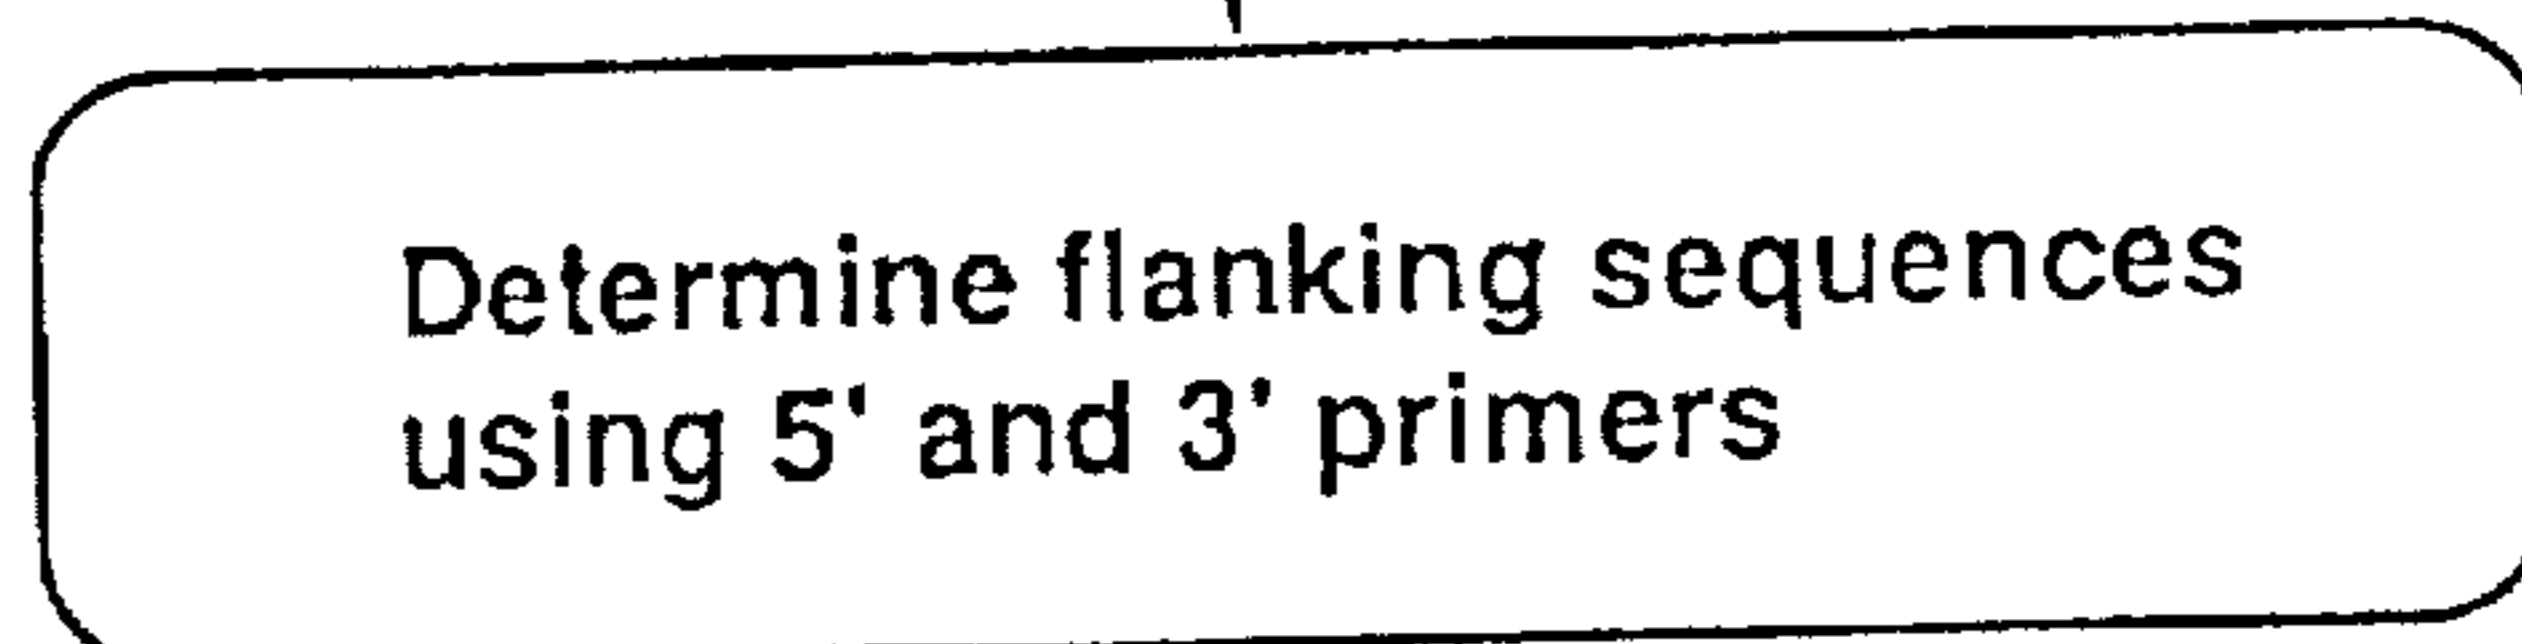 Determine flanking sequences
using 5' and 3' primers